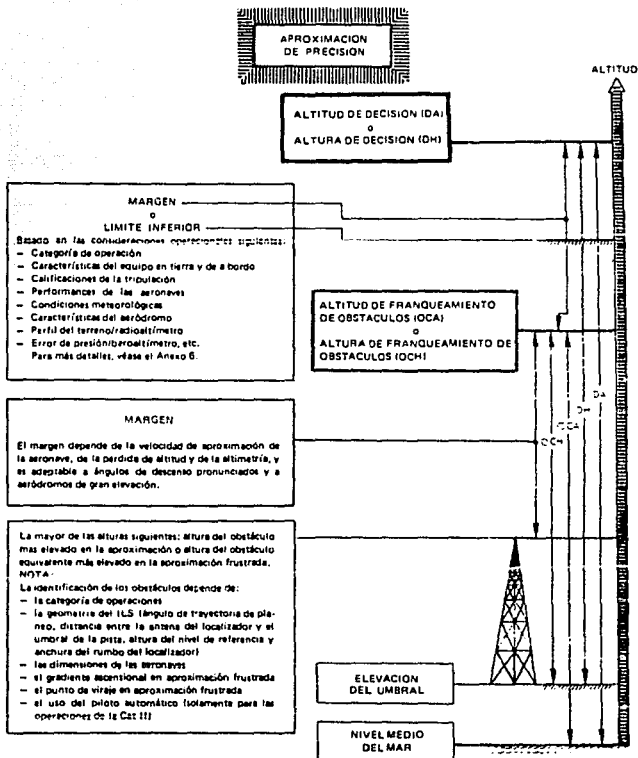 APROXIMACION
DE PRECISION
ALTITUD
ALTITUD DE DECISION (DA)
o
ALTURA DE DECISION (DH)
MARGEN
o
LIMITE INFERIOR
Basado en las consideraciones operacionales siguientes:
– Categoría de operación
– Características del equipo en tierra y de a bordo
– Calificaciones de la tripulación
– Performances de las aeronaves
– Condiciones meteorológicas
– Características del aeródromo
– Perfil del terreno/radioaltímetro
– Error de presión/baroaltímetro, etc.
Para más detalles, véase el Anexo 6.
ALTITUD DE FRANQUEAMIENTO
DE OBSTACULOS (OCA)
o
ALTURA DE FRANQUEAMIENTO DE
OBSTACULOS (OCH)
OCH
OCA
DH
DA
MARGEN
El margen depende de la velocidad de aproximación de
la aeronave, de la perdida de altitud y de la altimetría, y
es adaptable a ángulos de descenso pronunciados y a
aeródromos de gran elevación.
La mayor de las alturas siguientes: altura del obstáculo
mas elevado en la aproximación o altura del obstáculo
equivalente más elevado en la aproximación frustrada.
NOTA:
La identificación de los obstáculos depende de:
– la categoría de operaciones
– la geometría del ILS (ángulo de trayectoria de pla-
neo, distancia entre la antena del localizador y el
umbral de la pista, altura del nivel de referencia y
anchura del rumbo del localizador)
– las dimensiones de las aeronaves
– el gradiente ascensional en aproximación frustrada
– el punto de viraje en aproximación frustrada
– el uso del piloto automático (solamente para las
operaciones de la Cat II)
ELEVACION
DEL UMBRAL
NIVEL MEDIO
DEL MAR